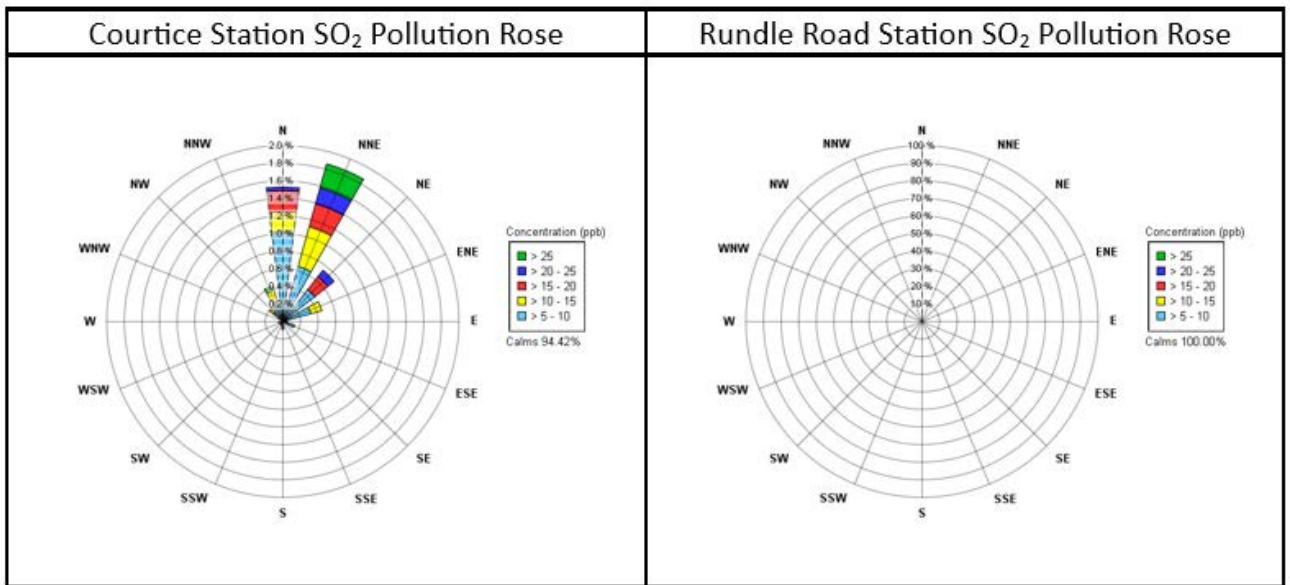 Courtice Station SO₂ Pollution Rose
N
NNE
NE
ENE
E
ESE
SE
SSE
S
SSW
SW
WSW
W
WNW
NW
NNW
2.0 %
1.8 %
1.6 %
1.4 %
1.2 %
1.0 %
0.8 %
0.6 %
0.4 %
0.2 %
Concentration (ppb)
> 25
> 20 - 25
> 15 - 20
> 10 - 15
> 5 - 10
Calms 94.42%
Rundle Road Station SO₂ Pollution Rose
N
NNE
NE
ENE
E
ESE
SE
SSE
S
SSW
SW
WSW
W
WNW
NW
NNW
100 %
90 %
80 %
70 %
60 %
50 %
40 %
30 %
20 %
10 %
Concentration (ppb)
> 25
> 20 - 25
> 15 - 20
> 10 - 15
> 5 - 10
Calms 100.00%